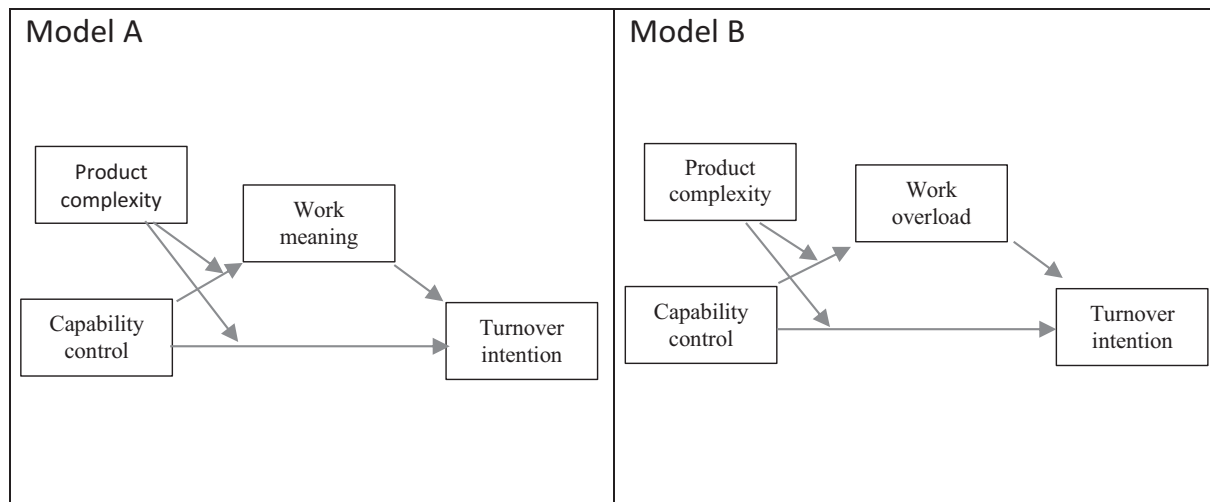 Model A
Product
complexity
Work
meaning
Capability
control
Turnover
intention
Model B
Product
complexity
Work
overload
Capability
control
Turnover
intention